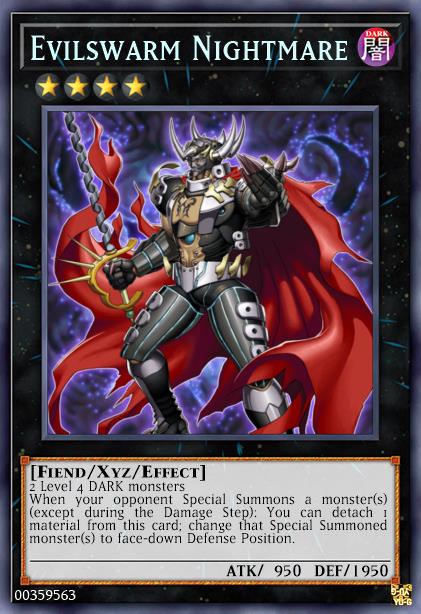 EVILSWARM NIGHTMARE
DARK
闇
[FIEND/XYZ/EFFECT]
2 Level 4 DARK monsters
When your opponent Special Summons a monster(s)
(except during the Damage Step): You can detach 1
material from this card; change that Special Summoned
monster(s) to face-down Defense Position.
ATK/ 950 DEF/1950
00359563